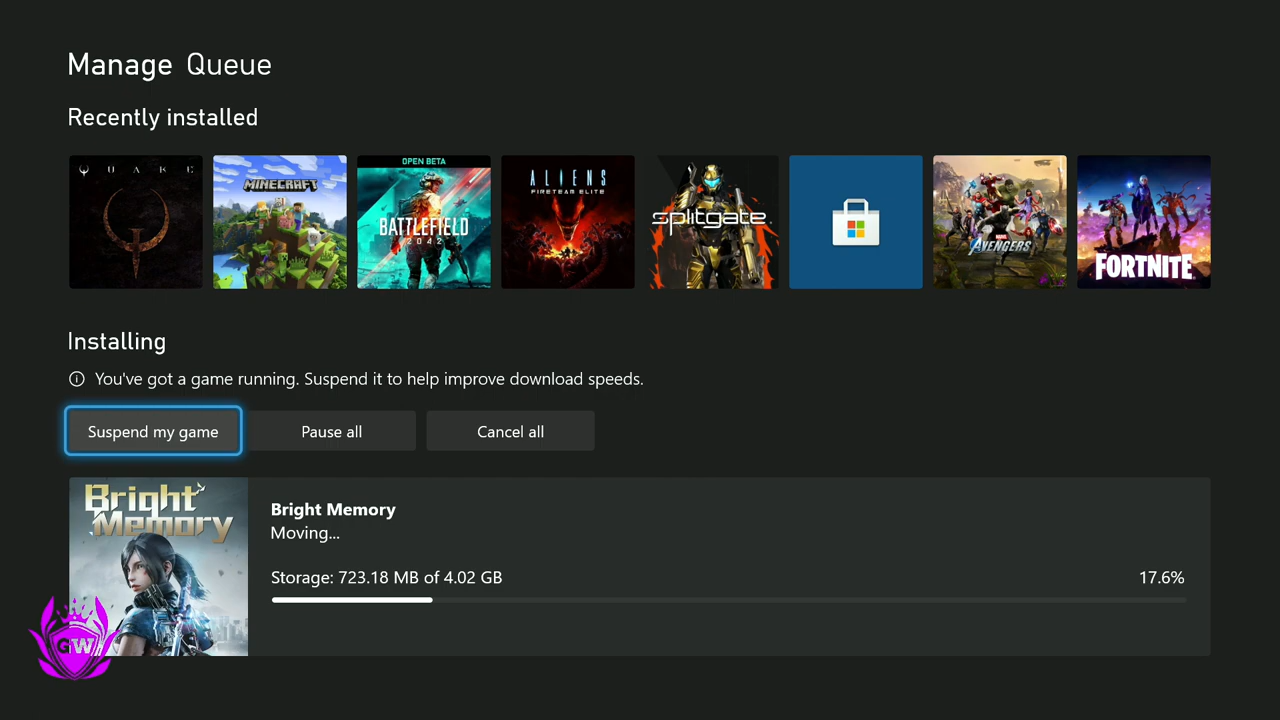 Manage Queue
Recently installed
QUAKE
MINECRAFT
OPEN BETA
BATTLEFIELD
2042
ALIENS
FIRETEAM ELITE
splitgate
MARVEL
AVENGERS
FORTNITE
Installing
You've got a game running. Suspend it to help improve download speeds.
Suspend my game
Pause all
Cancel all
Bright
Memory
Bright Memory
Moving...
Storage: 723.18 MB of 4.02 GB
17.6%
GW